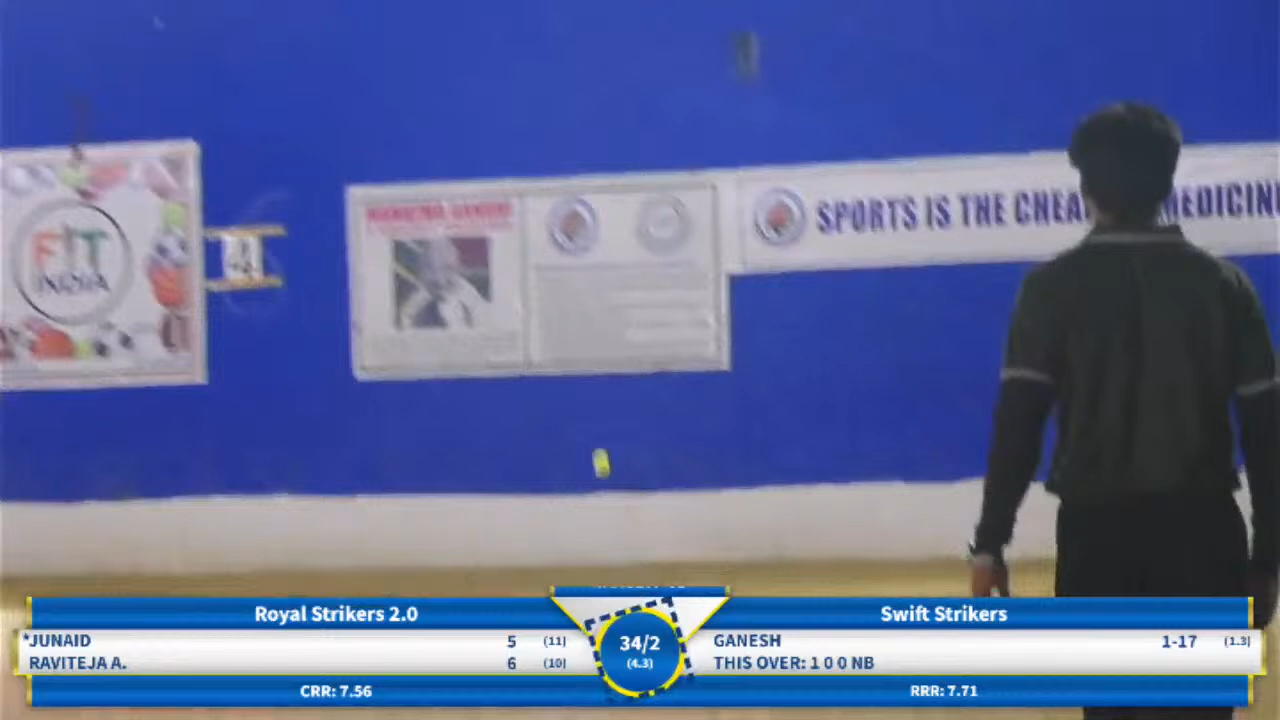 FIT
INDIA
4
SPORTS IS THE CHEA MEDICIN
Royal Strikers 2.0
Swift Strikers
*JUNAID 5 (11)
RAVITEJA A. 6 (10)
34/2
(4.3)
GANESH 1-17 (1.3)
THIS OVER: 1 0 0 NB
CRR: 7.56
RRR: 7.71